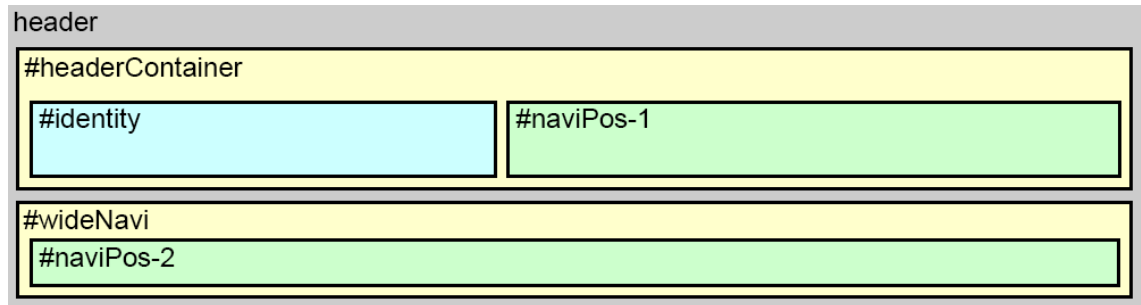 header
#headerContainer
#identity
#naviPos-1
#wideNavi
#naviPos-2